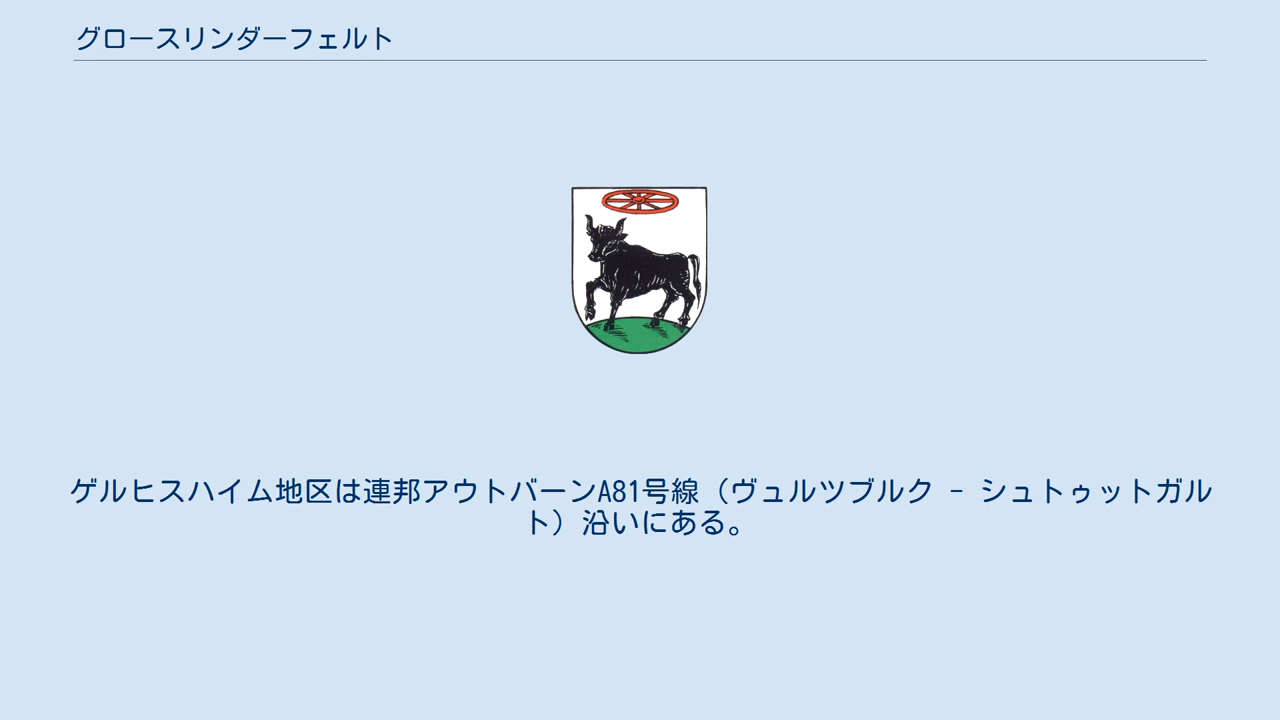 グロースリンダーフェルト
ゲルヒスハイム地区は連邦アウトバーンA81号線（ヴュルツブルク - シュトゥットガル
ト）沿いにある。